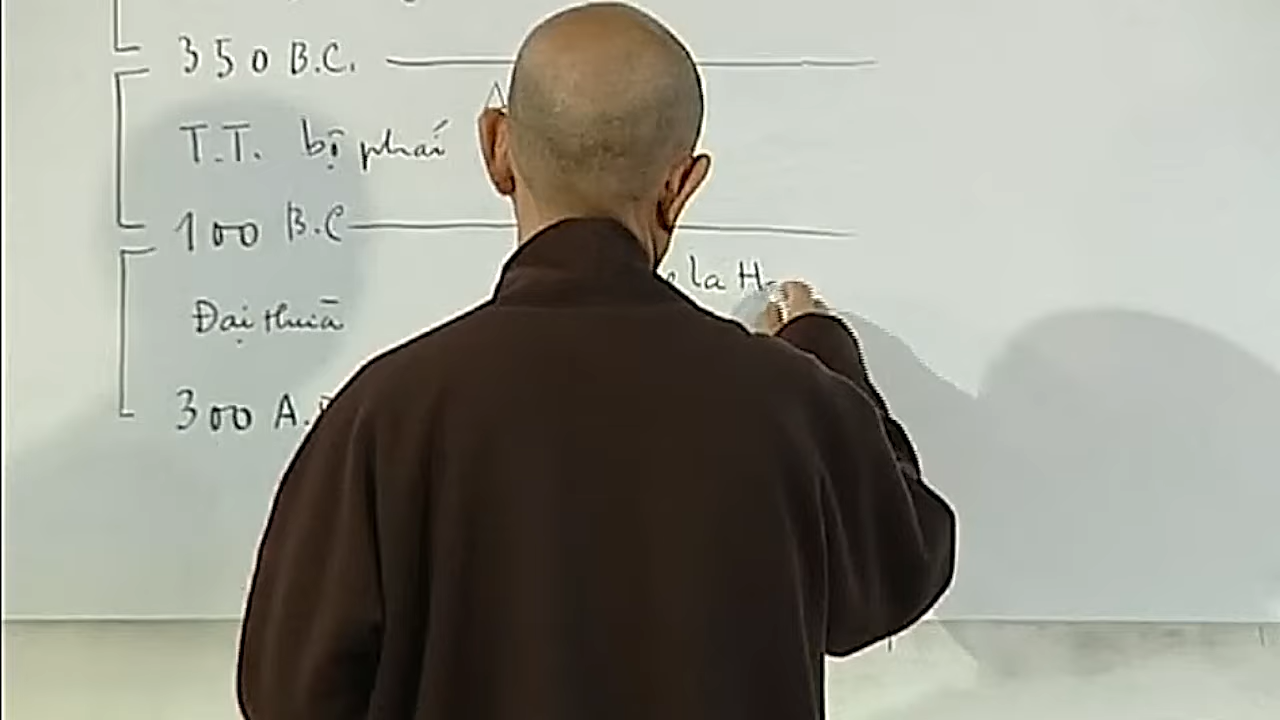 350 B.C.
T.T. bộ phái
100 B.C
la H
Đại thừa
300 A.